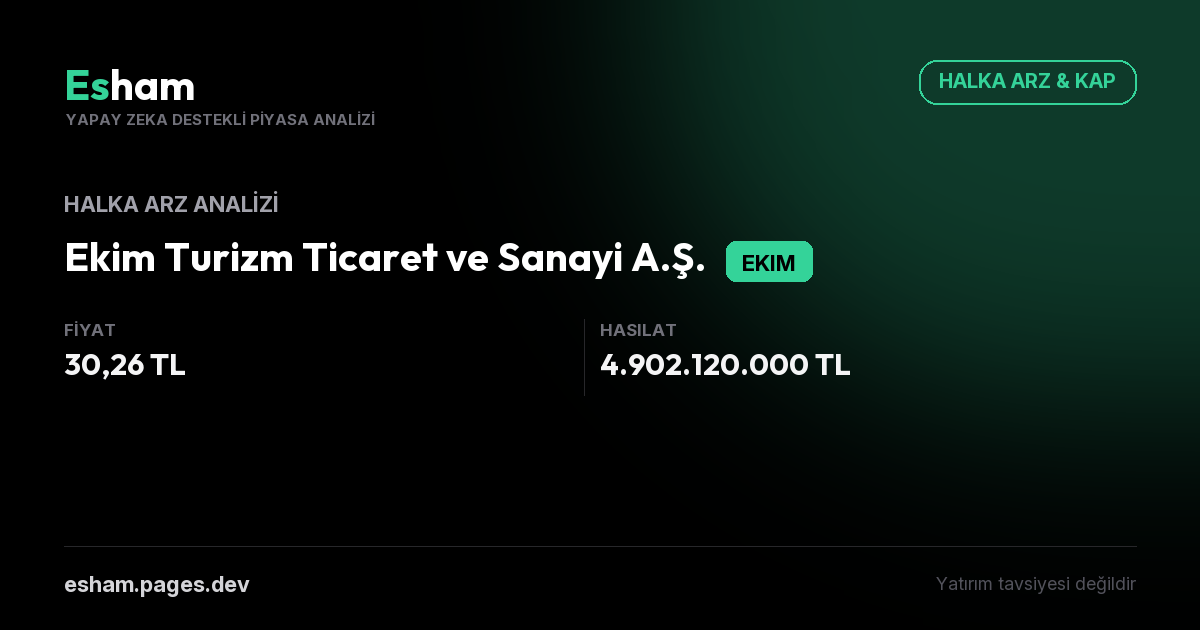 Esham
YAPAY ZEKA DESTEKLİ PİYASA ANALİZİ
HALKA ARZ & KAP
HALKA ARZ ANALİZİ
Ekim Turizm Ticaret ve Sanayi A.Ş. EKIM
FİYAT
30,26 TL
HASILAT
4.902.120.000 TL
esham.pages.dev
Yatırım tavsiyesi değildir